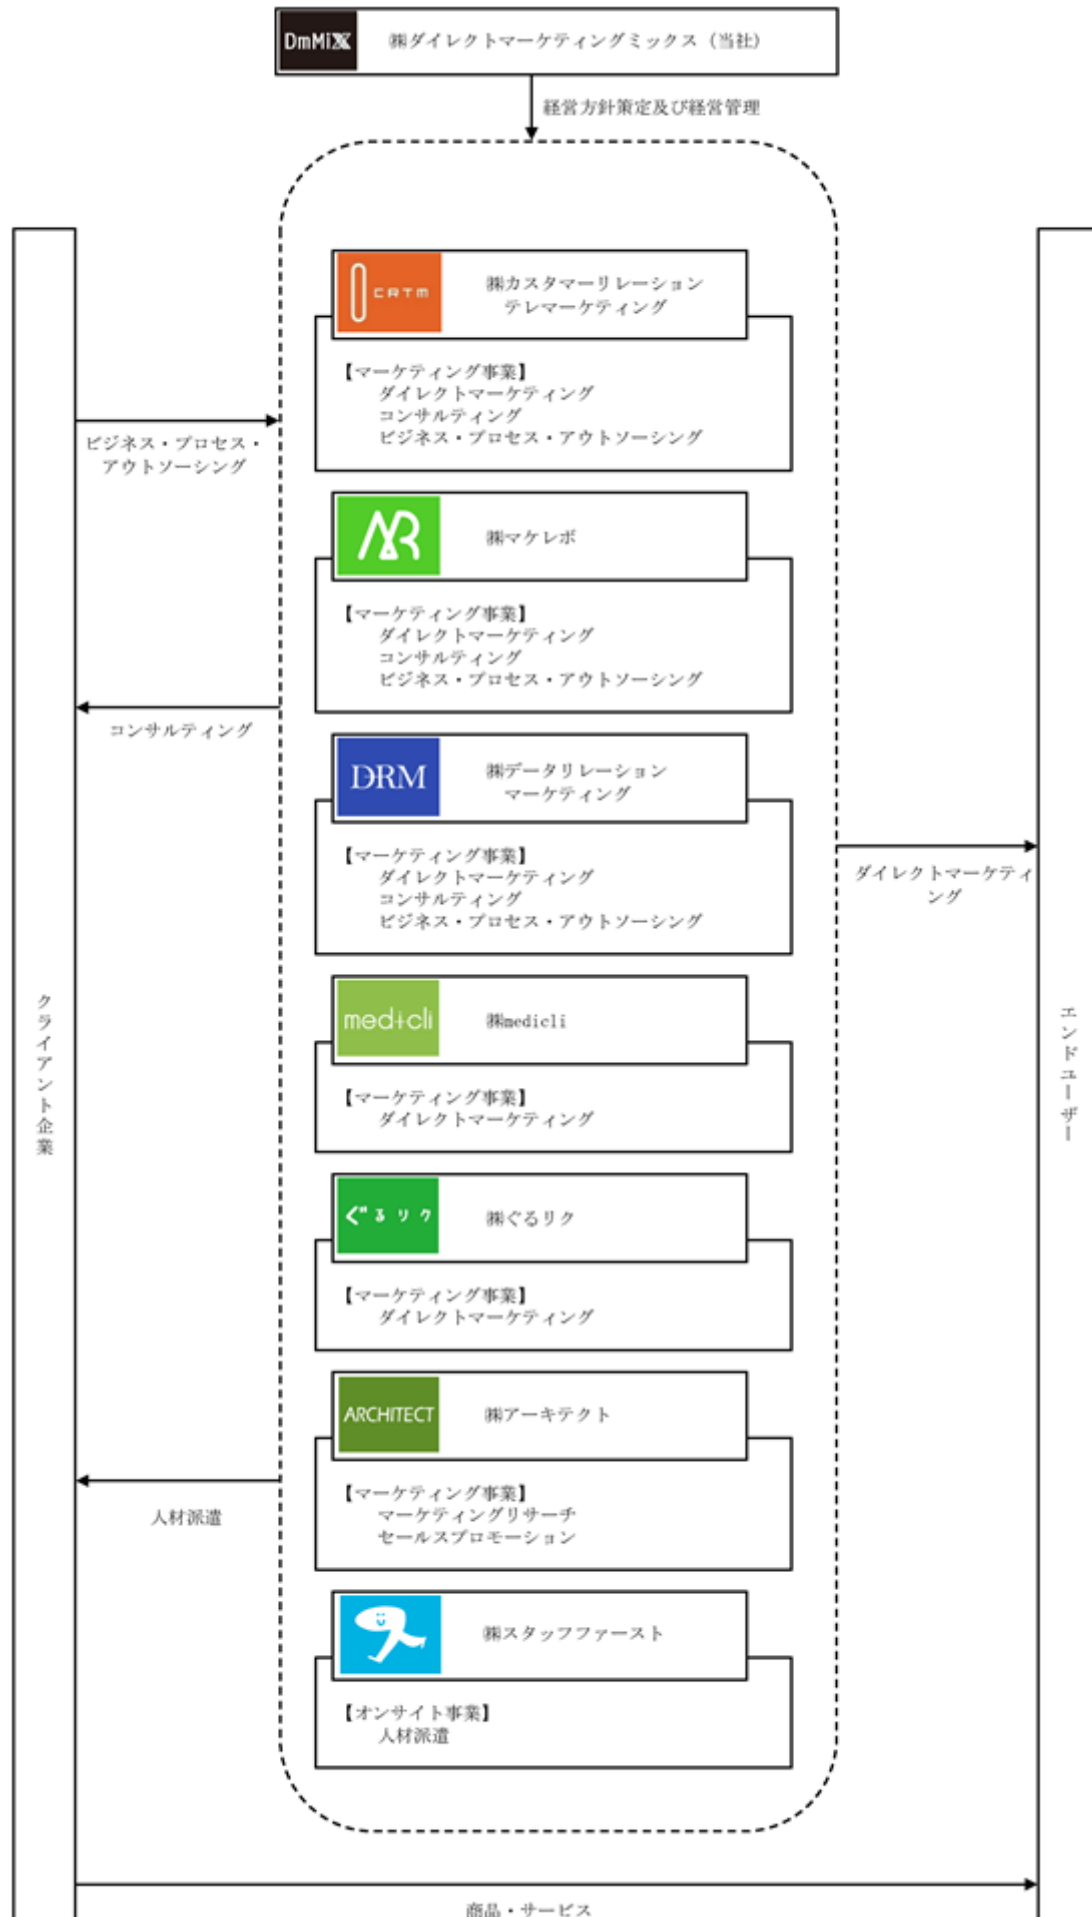 DmMiX ㈱ダイレクトマーケティングミックス（当社）
経営方針策定及び経営管理
CRTM
㈱カスタマーリレーション
テレマーケティング
【マーケティング事業】
ダイレクトマーケティング
コンサルティング
ビジネス・プロセス・アウトソーシング
ビジネス・プロセス・
アウトソーシング
㈱マケレボ
【マーケティング事業】
ダイレクトマーケティング
コンサルティング
ビジネス・プロセス・アウトソーシング
コンサルティング
DRM
㈱データリレーション
マーケティング
【マーケティング事業】
ダイレクトマーケティング
コンサルティング
ビジネス・プロセス・アウトソーシング
ダイレクトマーケティ
ング
クライアント企業
エンドユーザー
medicli ㈱medicli
【マーケティング事業】
ダイレクトマーケティング
ぐるリク ㈱ぐるリク
【マーケティング事業】
ダイレクトマーケティング
ARCHITECT ㈱アーキテクト
【マーケティング事業】
マーケティングリサーチ
セールスプロモーション
人材派遣
㈱スタッフファースト
【オンサイト事業】
人材派遣
商品・サービス